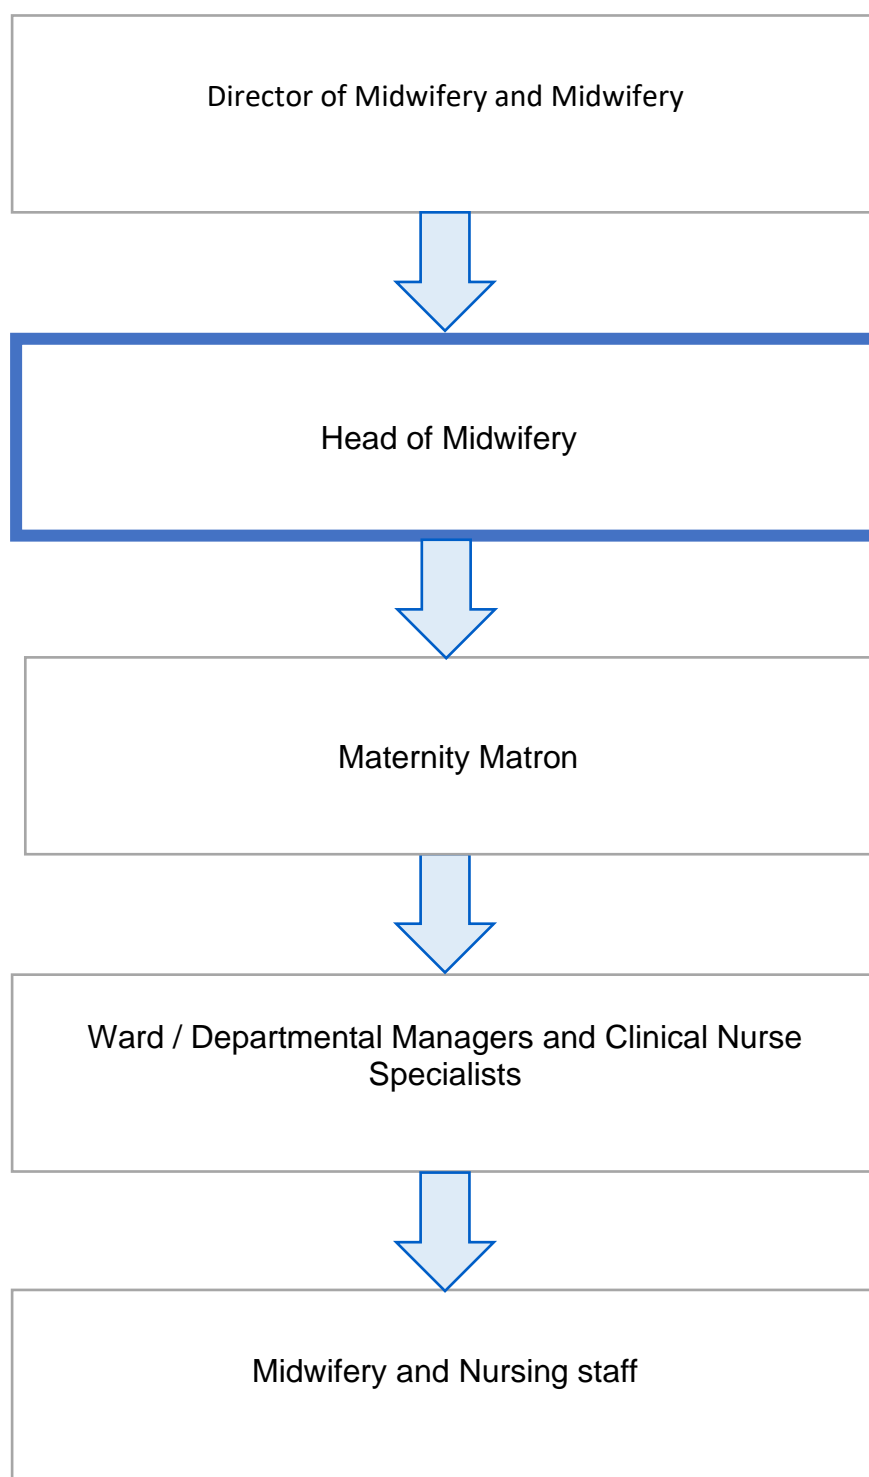 Director of Midwifery and Midwifery
Head of Midwifery
Maternity Matron
Ward / Departmental Managers and Clinical Nurse
Specialists
Midwifery and Nursing staff